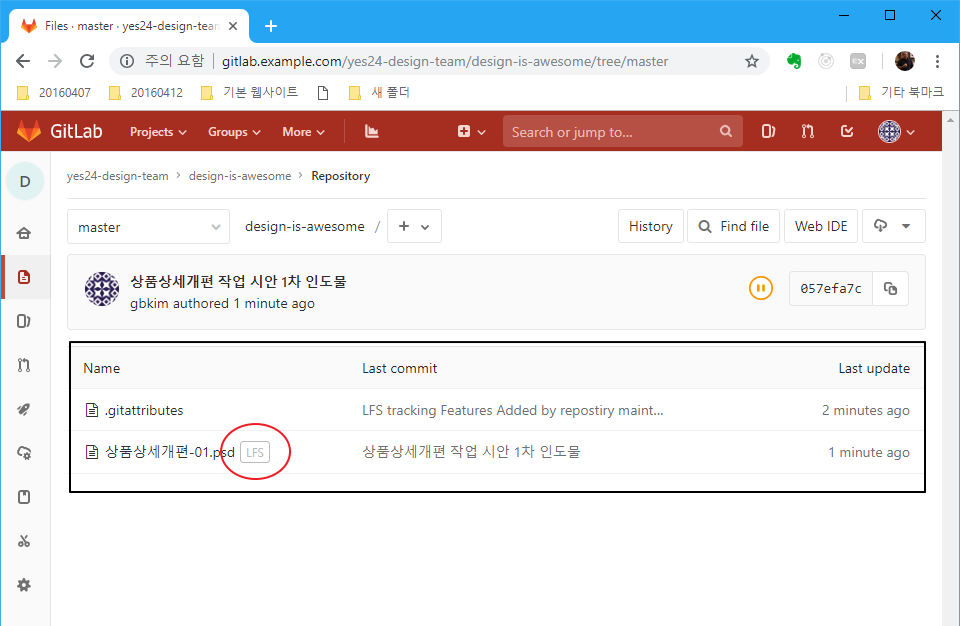 Files · master · yes24-design-tean
주의 요함 | gitlab.example.com/yes24-design-team/design-is-awesome/tree/master
20160407 20160412 기본 웹사이트 새 폴더 기타 북마크
GitLab Projects Groups More Search or jump to...
D yes24-design-team > design-is-awesome > Repository
master design-is-awesome / + History Find file Web IDE
상품상세개편 작업 시안 1차 인도물
gbkim authored 1 minute ago
057efa7c
Name Last commit Last update
.gitattributes LFS tracking Features Added by repostiry maint... 2 minutes ago
상품상세개편-01.psd LFS 상품상세개편 작업 시안 1차 인도물 1 minute ago